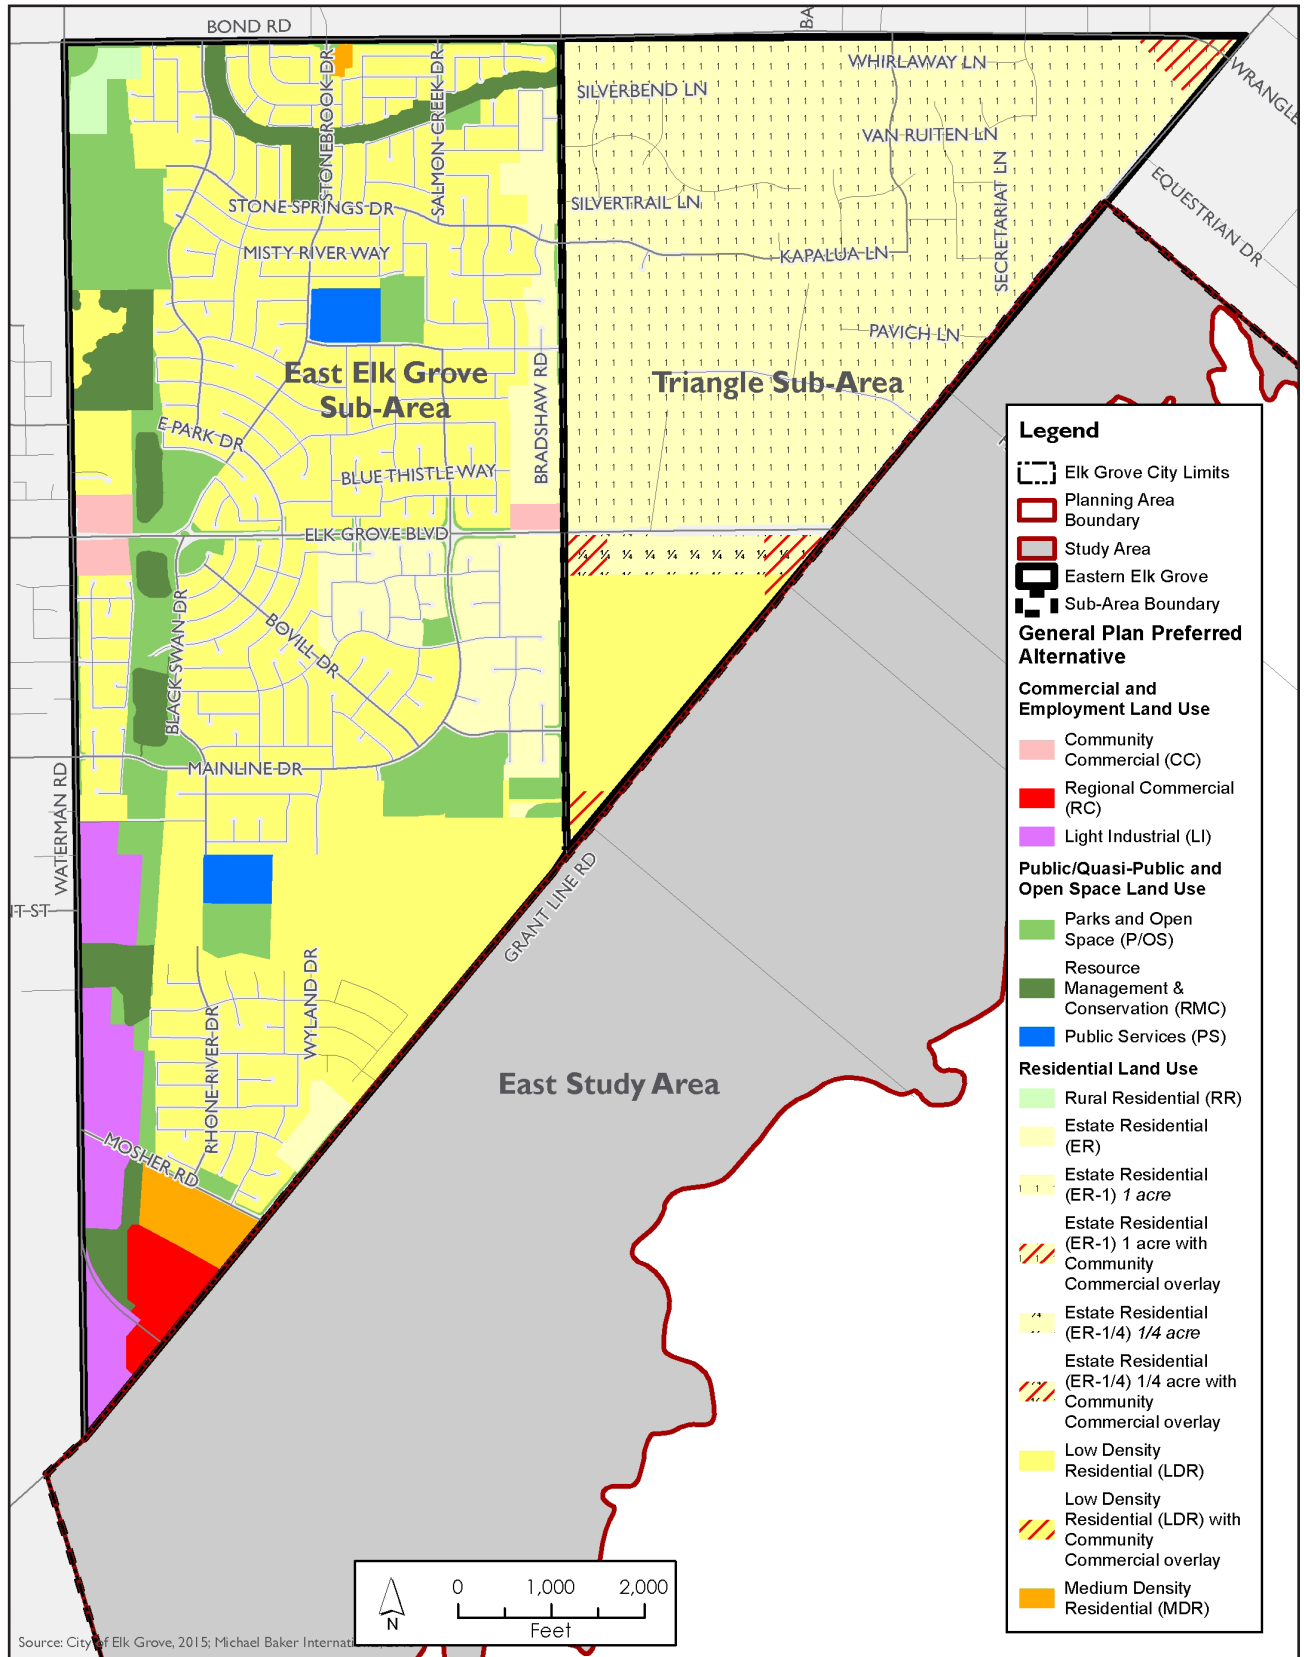 BOND RD
BA
WHIRLAWAY LN
WRANGLE
SILVERBEND LN
STONEBROOK DR
SALMON CREEK DR
VAN RUITEN LN
SECRETARIAT LN
EQUESTRIAN DR
STONE SPRINGS DR
SILVERTRAIL LN
MISTY RIVER WAY
KAPALUA LN
PAVICH LN
East Elk Grove
Sub-Area
Triangle Sub-Area
BRADSHAW RD
E PARK DR
BLUE THISTLE WAY
ELK GROVE BLVD
BLACK SWAN DR
BOVILL DR
MAINLINE DR
WATERMAN RD
GRANT LINE RD
NT ST
WYLAND DR
RHONE RIVER DR
MOSHER RD
East Study Area
Legend
Elk Grove City Limits
Planning Area
Boundary
Study Area
Eastern Elk Grove
Sub-Area Boundary
General Plan Preferred
Alternative
Commercial and
Employment Land Use
Community
Commercial (CC)
Regional Commercial
(RC)
Light Industrial (LI)
Public/Quasi-Public and
Open Space Land Use
Parks and Open
Space (P/OS)
Resource
Management &
Conservation (RMC)
Public Services (PS)
Residential Land Use
Rural Residential (RR)
Estate Residential
(ER)
Estate Residential
(ER-1) 1 acre
Estate Residential
(ER-1) 1 acre with
Community
Commercial overlay
Estate Residential
(ER-1/4) 1/4 acre
Estate Residential
(ER-1/4) 1/4 acre with
Community
Commercial overlay
Low Density
Residential (LDR)
Low Density
Residential (LDR) with
Community
Commercial overlay
Medium Density
Residential (MDR)
0 1,000 2,000
Feet
N
Source: City of Elk Grove, 2015; Michael Baker Internati